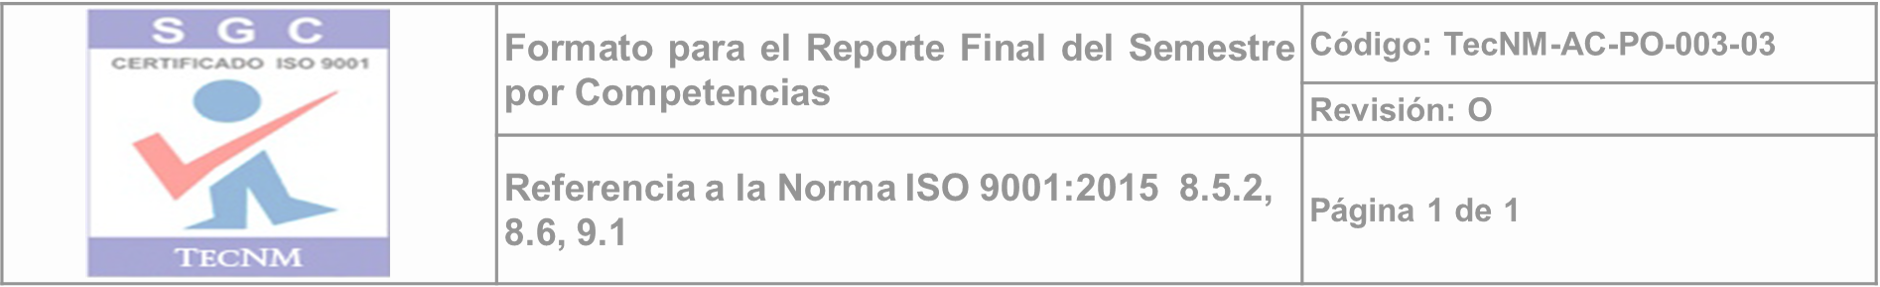 S G C
CERTIFICADO ISO 9001
TECNM
Formato para el Reporte Final del Semestre
por Competencias
Código: TecNM-AC-PO-003-03
Revisión: O
Referencia a la Norma ISO 9001:2015 8.5.2,
8.6, 9.1
Página 1 de 1